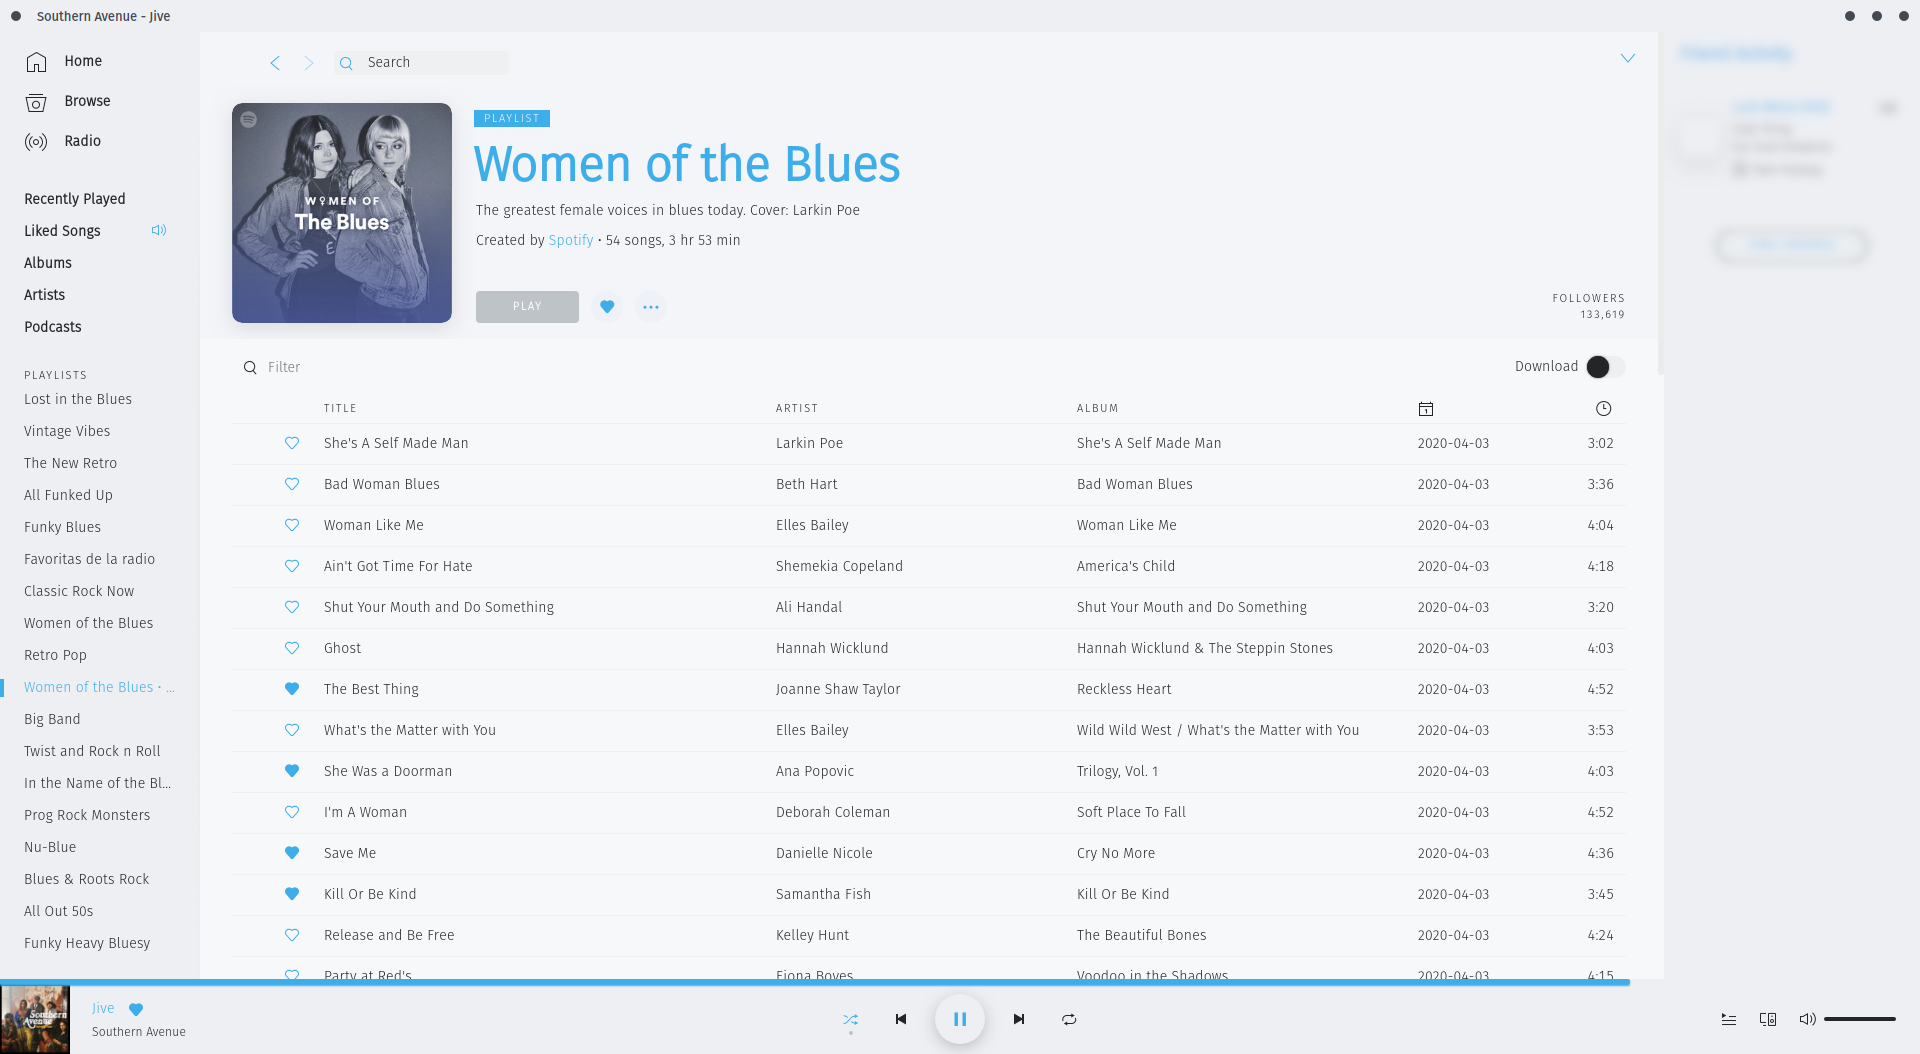 Southern Avenue - Jive
Home
Browse
Radio
Recently Played
Liked Songs
Albums
Artists
Podcasts
PLAYLISTS
Lost in the Blues
Vintage Vibes
The New Retro
All Funked Up
Funky Blues
Favoritas de la radio
Classic Rock Now
Women of the Blues
Retro Pop
Women of the Blues • ...
Big Band
Twist and Rock n Roll
In the Name of the Bl...
Prog Rock Monsters
Nu-Blue
Blues & Roots Rock
All Out 50s
Funky Heavy Bluesy
Search
WOMEN OF
The Blues
PLAYLIST
Women of the Blues
The greatest female voices in blues today. Cover: Larkin Poe
Created by Spotify • 54 songs, 3 hr 53 min
PLAY
FOLLOWERS
133,619
Filter
Download
TITLE ARTIST ALBUM
She's A Self Made Man Larkin Poe She's A Self Made Man 2020-04-03 3:02
Bad Woman Blues Beth Hart Bad Woman Blues 2020-04-03 3:36
Woman Like Me Elles Bailey Woman Like Me 2020-04-03 4:04
Ain't Got Time For Hate Shemekia Copeland America's Child 2020-04-03 4:18
Shut Your Mouth and Do Something Ali Handal Shut Your Mouth and Do Something 2020-04-03 3:20
Ghost Hannah Wicklund Hannah Wicklund & The Steppin Stones 2020-04-03 4:03
The Best Thing Joanne Shaw Taylor Reckless Heart 2020-04-03 4:52
What's the Matter with You Elles Bailey Wild Wild West / What's the Matter with You 2020-04-03 3:53
She Was a Doorman Ana Popovic Trilogy, Vol. 1 2020-04-03 4:03
I'm A Woman Deborah Coleman Soft Place To Fall 2020-04-03 4:52
Save Me Danielle Nicole Cry No More 2020-04-03 4:36
Kill Or Be Kind Samantha Fish Kill Or Be Kind 2020-04-03 3:45
Release and Be Free Kelley Hunt The Beautiful Bones 2020-04-03 4:24
Party at Red's Fiona Boyes Voodoo in the Shadows 2020-04-03 4:15
Southern
Avenue
Jive
Southern Avenue